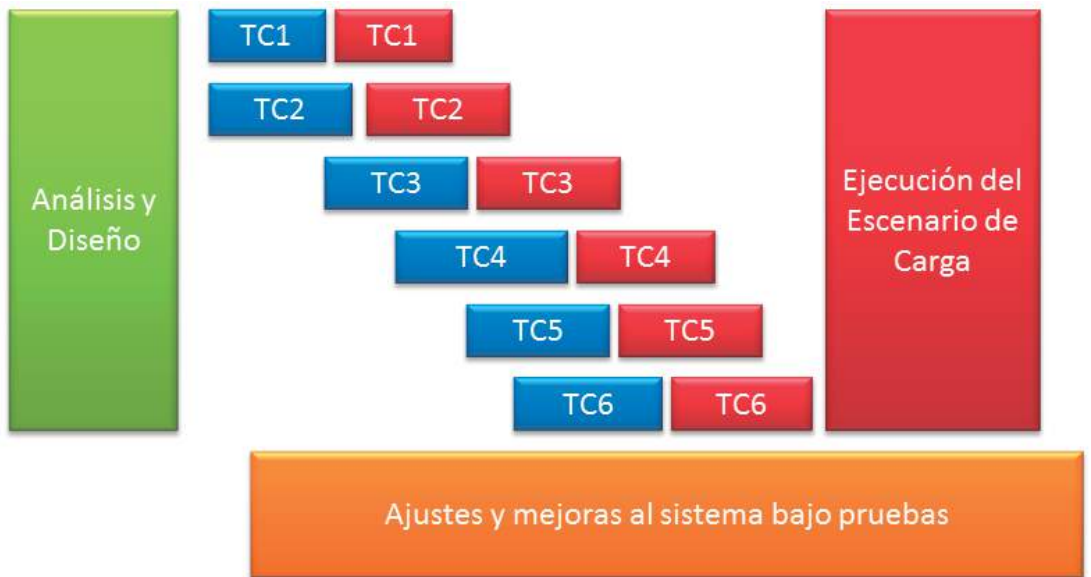 TC1 TC1
TC2 TC2
TC3 TC3
TC4 TC4
TC5 TC5
TC6 TC6
Análisis y
Diseño
Ejecución del
Escenario de
Carga
Ajustes y mejoras al sistema bajo pruebas